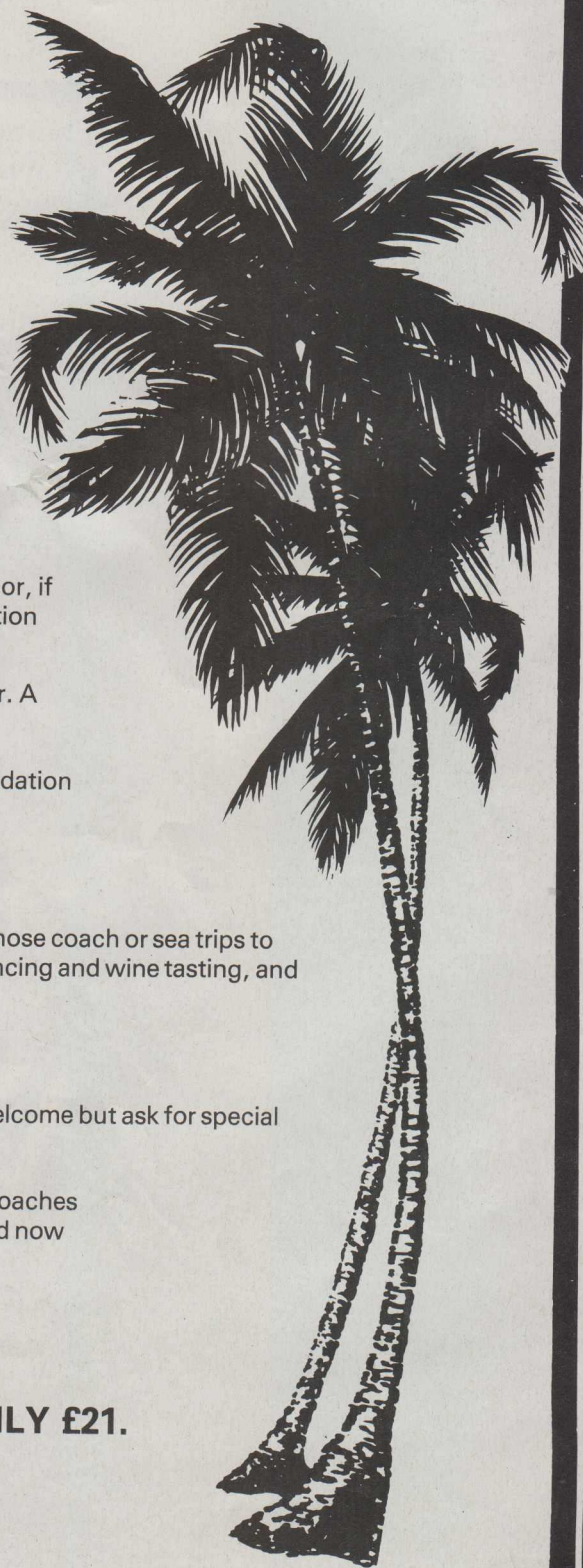 or, if
tion
r. A
dation
hose coach or sea trips to
ncing and wine tasting, and
elcome but ask for special
oaches
d now
LY £21.